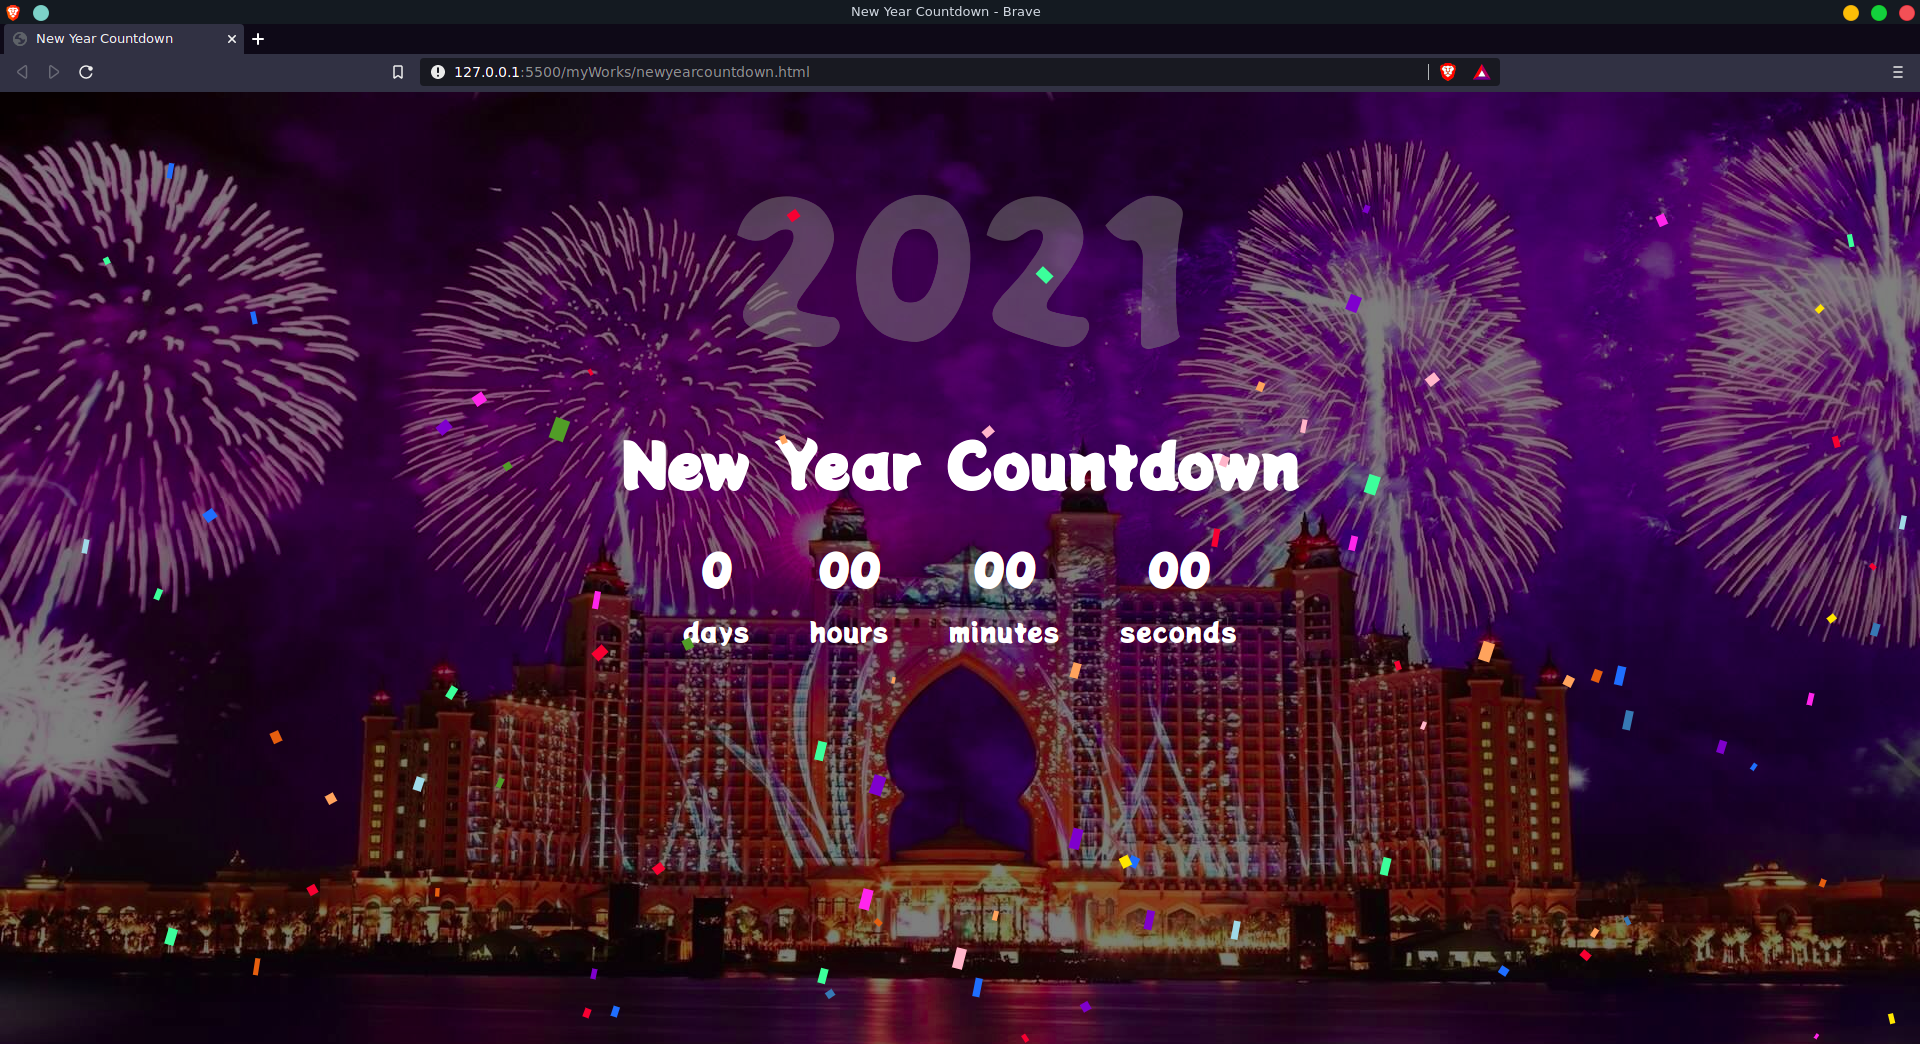 New Year Countdown - Brave
New Year Countdown
127.0.0.1:5500/myWorks/newyearcountdown.html
2021
New Year Countdown
0 00 00 00
days hours minutes seconds